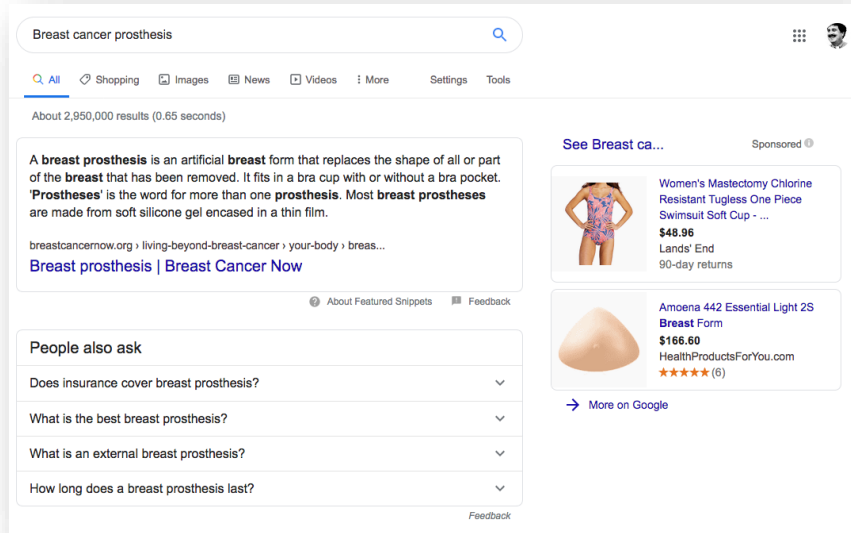 Breast cancer prosthesis
All Shopping Images News Videos More Settings Tools
About 2,950,000 results (0.65 seconds)
A breast prosthesis is an artificial breast form that replaces the shape of all or part
of the breast that has been removed. It fits in a bra cup with or without a bra pocket.
'Prostheses' is the word for more than one prosthesis. Most breast prostheses
are made from soft silicone gel encased in a thin film.
breastcancernow.org › living-beyond-breast-cancer › your-body › breas...
Breast prosthesis | Breast Cancer Now
About Featured Snippets Feedback
People also ask
Does insurance cover breast prosthesis?
What is the best breast prosthesis?
What is an external breast prosthesis?
How long does a breast prosthesis last?
Feedback
See Breast ca... Sponsored
Women's Mastectomy Chlorine
Resistant Tugless One Piece
Swimsuit Soft Cup - ...
$48.96
Lands' End
90-day returns
Amoena 442 Essential Light 2S
Breast Form
$166.60
HealthProductsForYou.com
★★★★★ (6)
More on Google